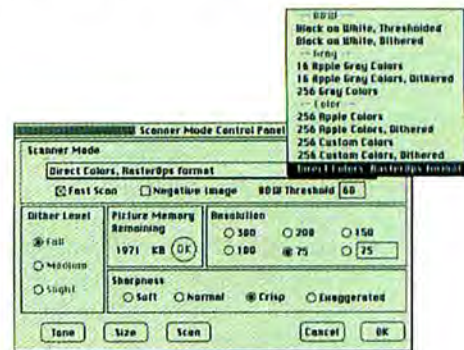 -- B&W --
Black on White, Thresholded
Black on White, Dithered
-- Gray --
16 Apple Gray Colors
16 Apple Gray Colors, Dithered
256 Gray Colors
-- Color --
256 Apple Colors
256 Apple Colors, Dithered
256 Custom Colors
256 Custom Colors, Dithered
Direct Colors, RasterOps format
Scanner Mode Control Panel
Scanner Mode
Direct Colors, RasterOps format
Fast Scan Negative Image B&W Threshold 60
Dither Level
Full
Medium
Slight
Picture Memory
Remaining
1971 KB OK
Resolution
300 200 150
100 75 75
Sharpness
Soft Normal Crisp Exaggerated
Tone Size Scan Cancel OK